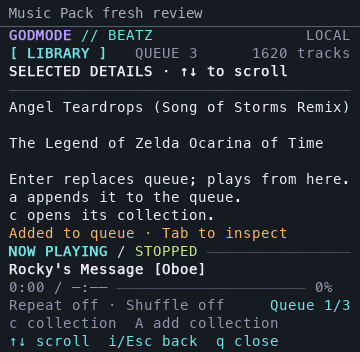 Music Pack fresh review
GODMODE // BEATZ LOCAL
[ LIBRARY ] QUEUE 3 1620 tracks
SELECTED DETAILS · ↑↓ to scroll
Angel Teardrops (Song of Storms Remix)
The Legend of Zelda Ocarina of Time
Enter replaces queue; plays from here.
a appends it to the queue.
c opens its collection.
Added to queue · Tab to inspect
NOW PLAYING / STOPPED
Rocky's Message [Oboe]
0:00 / —:—— 0%
Repeat off · Shuffle off Queue 1/3
c collection A add collection
↑↓ scroll i/Esc back q close